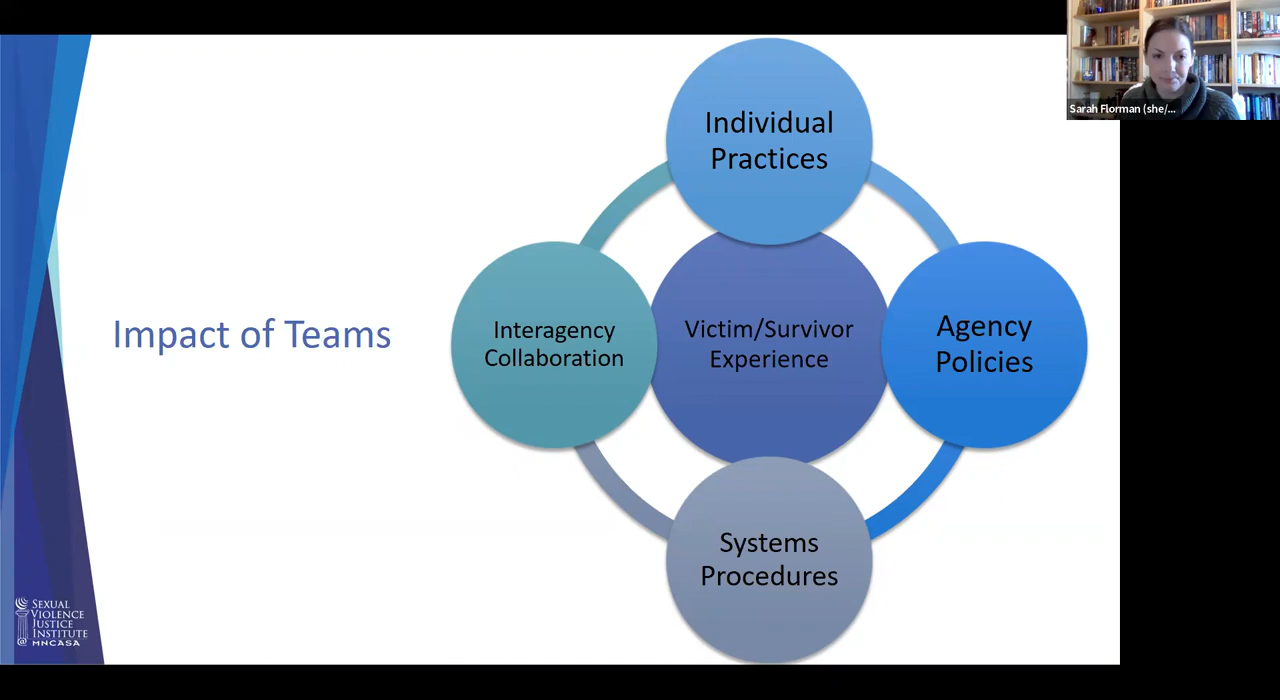 Sarah Florman (she/...
Individual
Practices
Impact of Teams
Interagency
Collaboration
Victim/Survivor
Experience
Agency
Policies
Systems
Procedures
SEXUAL
VIOLENCE
JUSTICE
INSTITUTE
@ MNCASA